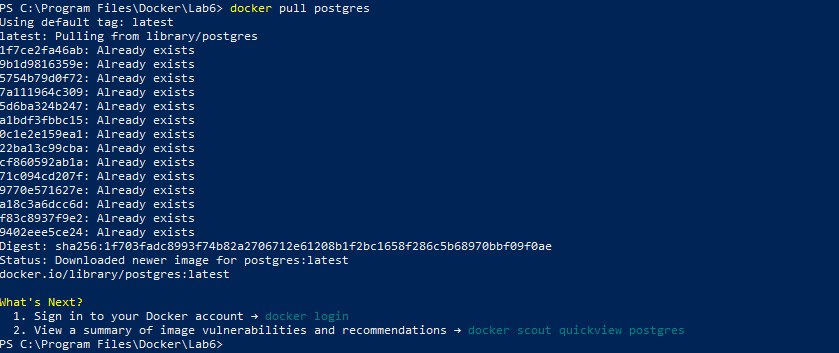 PS C:\Program Files\Docker\Lab6> docker pull postgres
Using default tag: latest
latest: Pulling from library/postgres
1f7ce2fa46ab: Already exists
9b1d9816359e: Already exists
5754b79d0f72: Already exists
7a111964c309: Already exists
5d6ba324b247: Already exists
a1bdf3fbbc15: Already exists
0c1e2e159ea1: Already exists
22ba13c99cba: Already exists
cf860592ab1a: Already exists
71c094cd207f: Already exists
9770e571627e: Already exists
a18c3a6dcc6d: Already exists
f83c8937f9e2: Already exists
9402eee5ce24: Already exists
Digest: sha256:1f703fadc8993f74b82a2706712e61208b1f2bc1658f286c5b68970bbf09f0ae
Status: Downloaded newer image for postgres:latest
docker.io/library/postgres:latest
What's Next?
1. Sign in to your Docker account → docker login
2. View a summary of image vulnerabilities and recommendations → docker scout quickview postgres
PS C:\Program Files\Docker\Lab6>